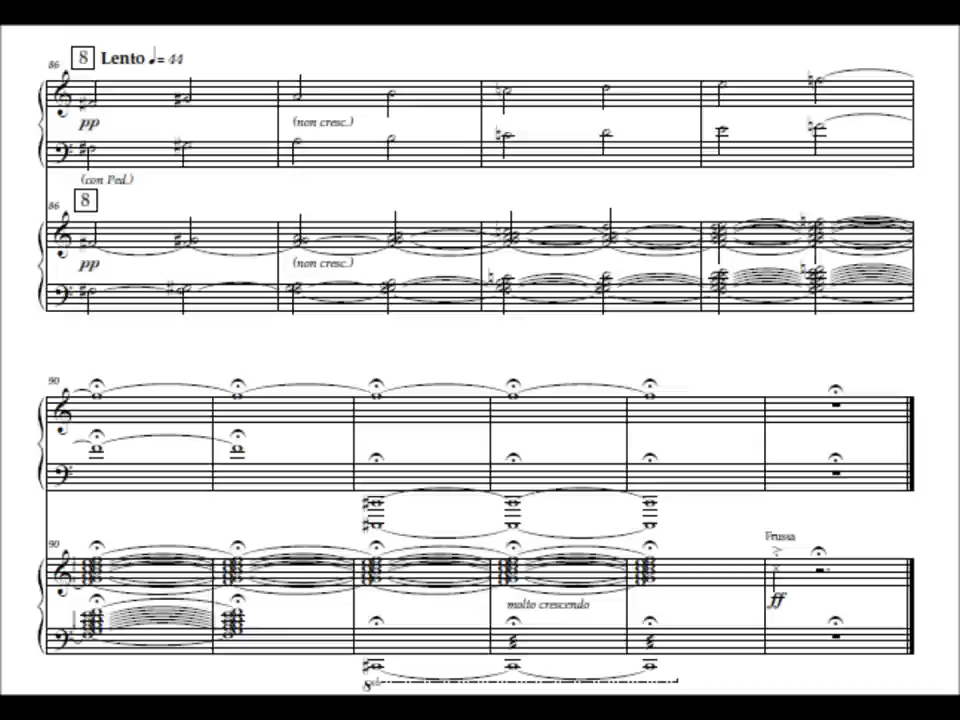 8 Lento ♩= 44
86
pp (non cresc.)
(con Ped.)
8
86
pp (non cresc.)
90
90 Frusta
molto crescendo ff
8vb